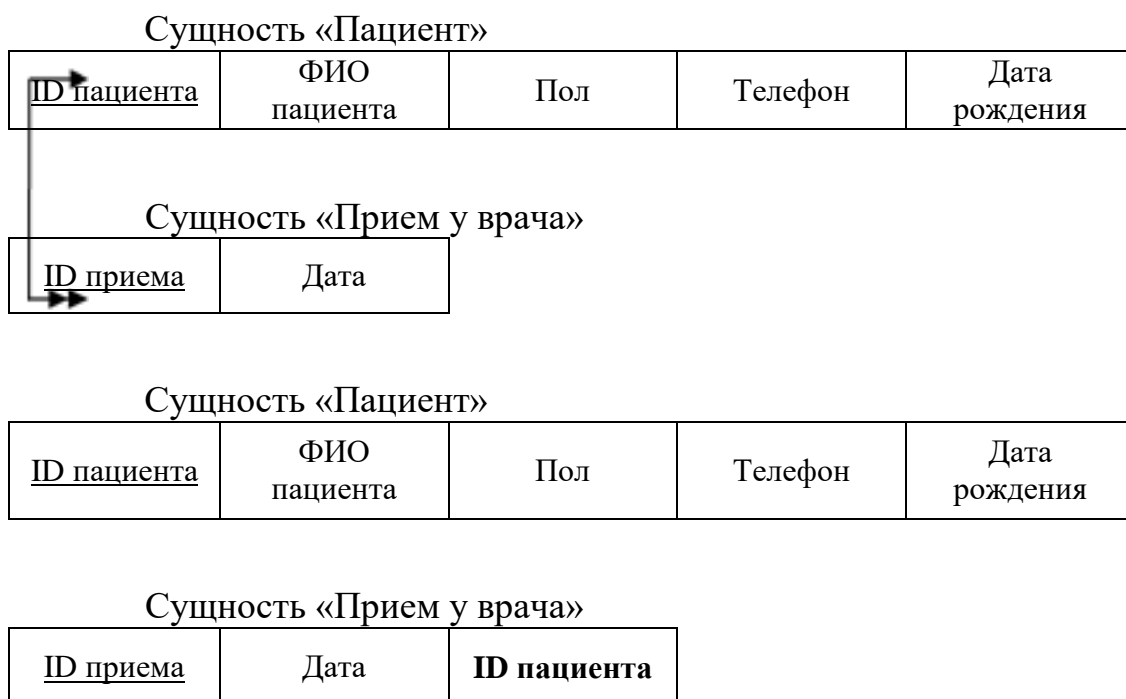 Сущность «Пациент»
ID пациента ФИО пациента Пол Телефон Дата рождения
Сущность «Прием у врача»
ID приема Дата
Сущность «Пациент»
ID пациента ФИО пациента Пол Телефон Дата рождения
Сущность «Прием у врача»
ID приема Дата ID пациента